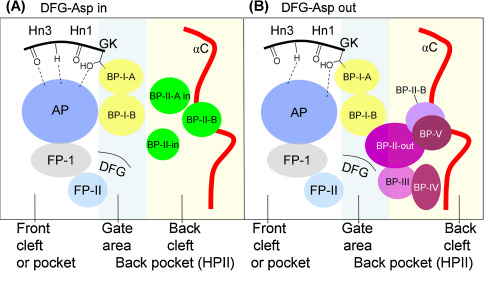 (A) DFG-Asp in
Hn3 Hn1 GK
H
O O
HO
αC
BP-I-A
BP-II-A in
AP BP-I-B BP-II-B
BP-II-in
FP-1
DFG
FP-II
Front cleft or pocket
Gate area
Back cleft
Back pocket (HPII)
(B) DFG-Asp out
Hn3 Hn1 GK
H
O O
HO
αC
BP-I-A
BP-II-B
AP BP-I-B
BP-V
BP-II-out
FP-1
DFG
BP-III BP-IV
FP-II
Front cleft or pocket
Gate area
Back cleft
Back pocket (HPII)